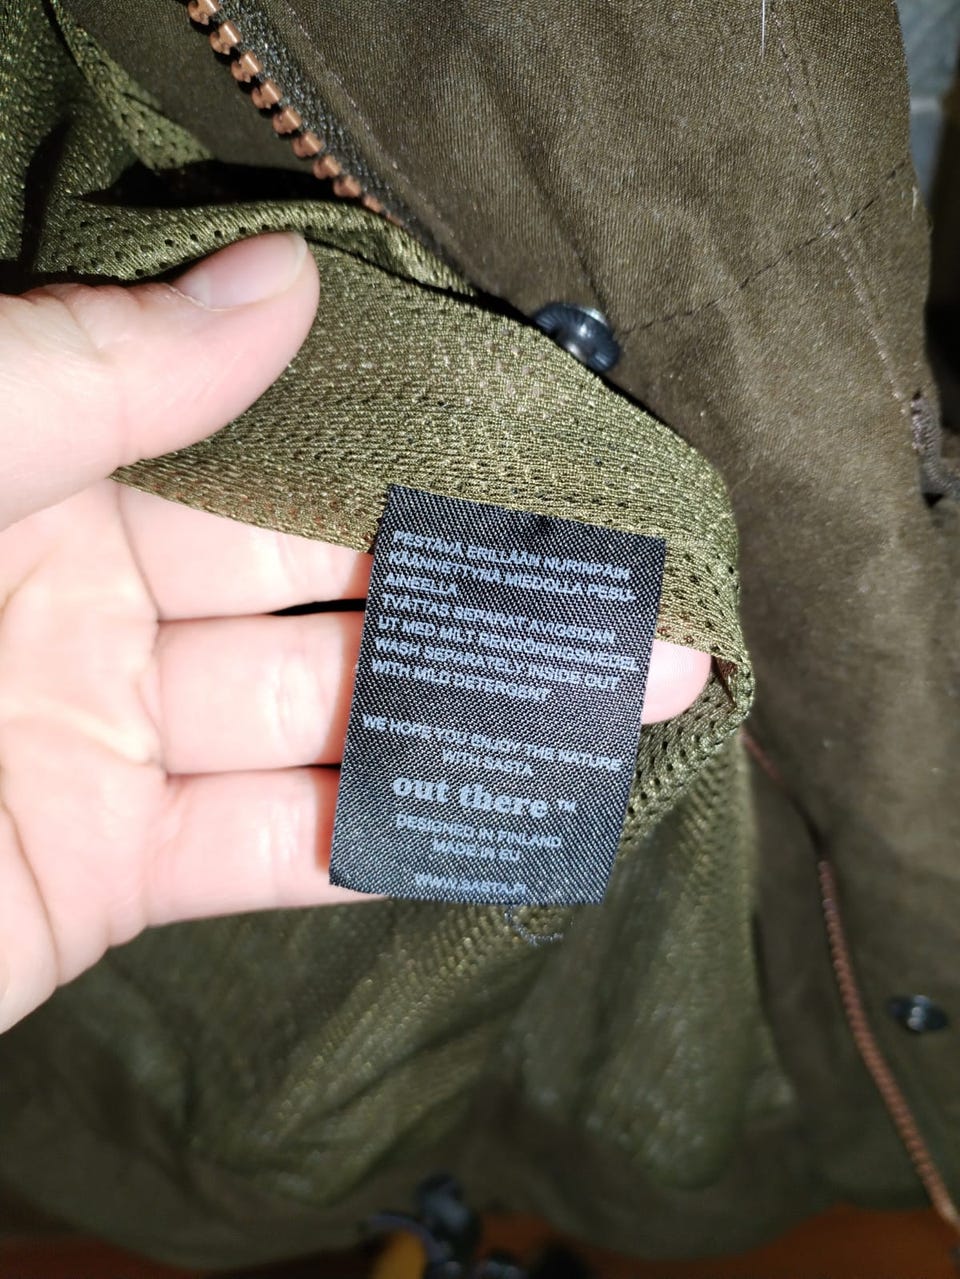 PESTÄVÄ ERILLÄÄN NURINPÄIN
KÄÄNNETTYNÄ MIEDOLLA PESU-
AINEELLA
TVÄTTAS SEPARAT AVIGSIDAN
UT MED MILT RENGÖRINGSMEDEL
WASH SEPARATELY, INSIDE OUT
WITH MILD DETERGENT
WE HOPE YOU ENJOY THE NATURE
WITH SASTA
out there™
DESIGNED IN FINLAND
MADE IN EU
WWW.SASTA.FI